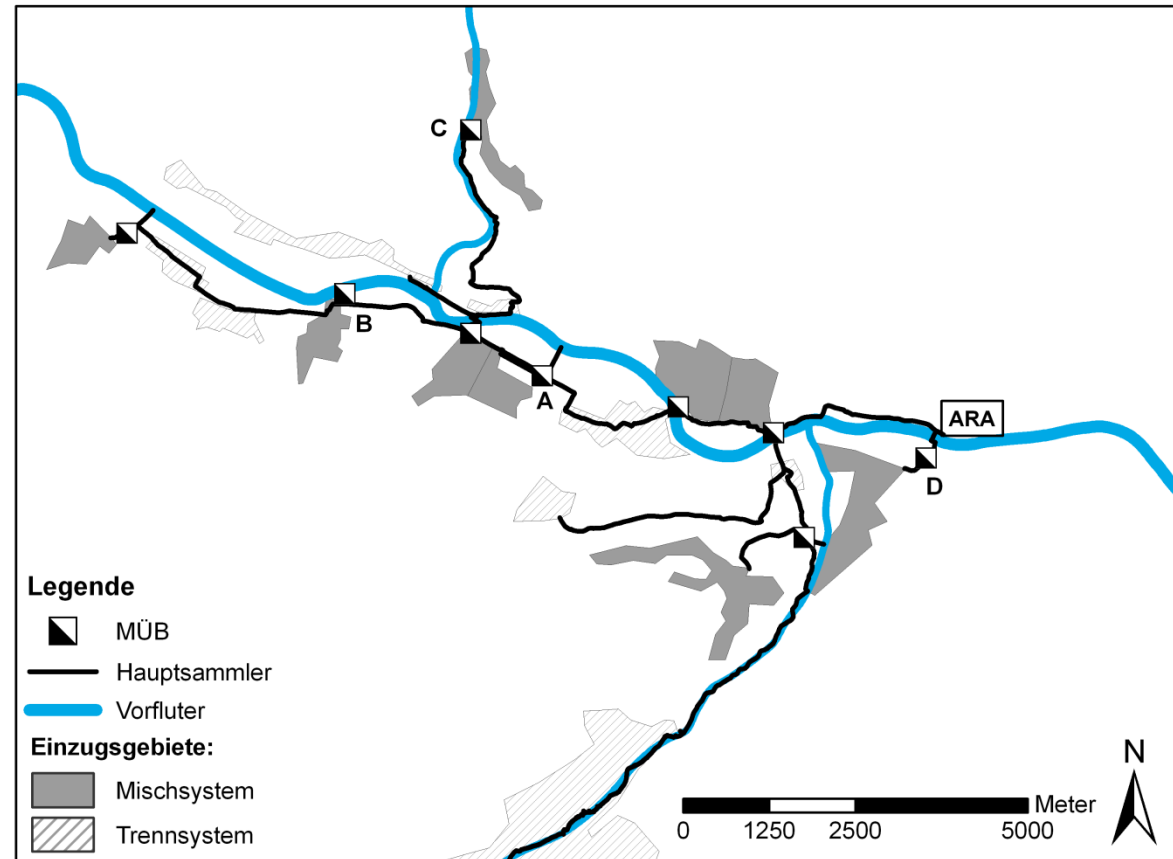 C
B
A
ARA
D
Legende
MÜB
Hauptsammler
Vorfluter
Einzugsgebiete:
Mischsystem
Trennsystem
Meter
0 1250 2500 5000
N